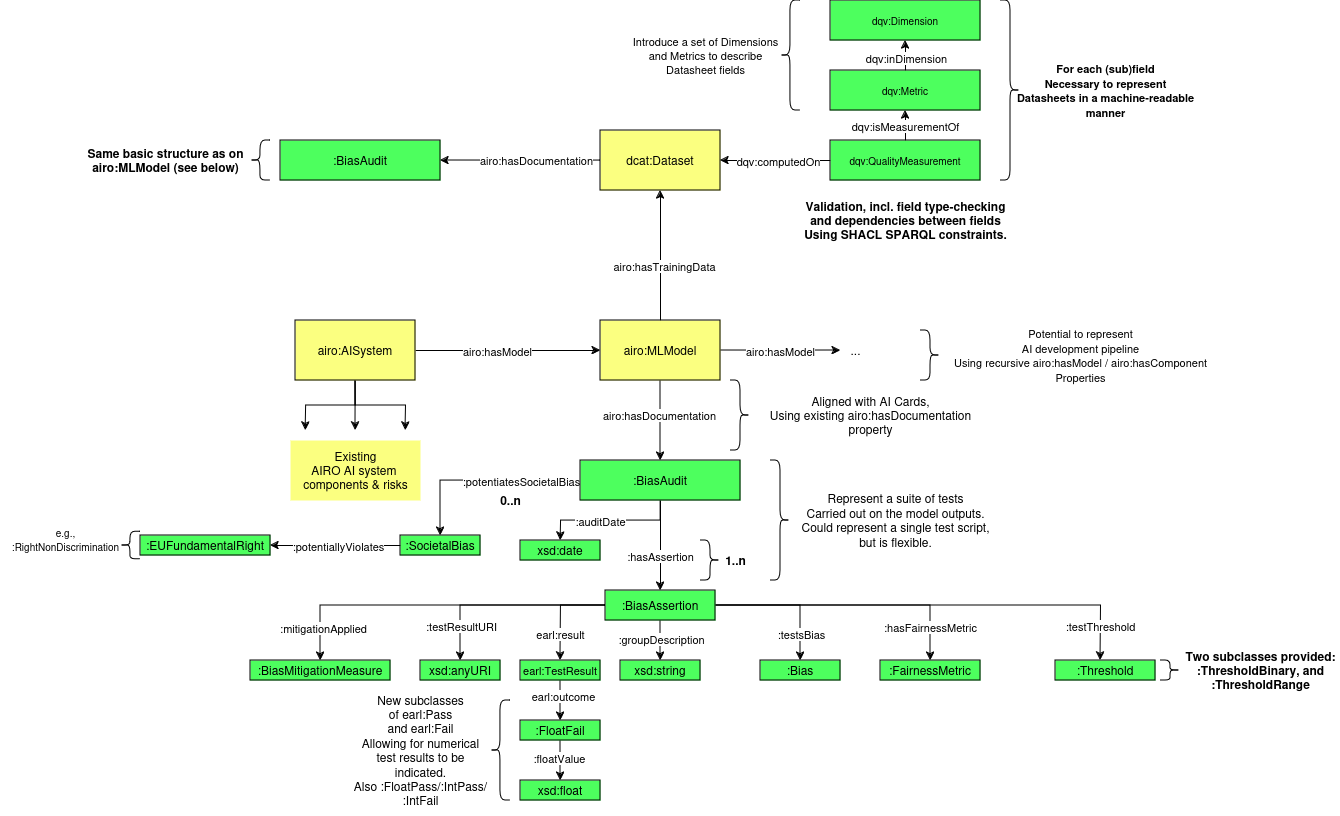 dqv:Dimension
Introduce a set of Dimensions
and Metrics to describe
Datasheet fields
dqv:inDimension
For each (sub)field
Necessary to represent
Datasheets in a machine-readable
manner
dqv:Metric
dqv:isMeasurementOf
Same basic structure as on
airo:MLModel (see below)
:BiasAudit
airo:hasDocumentation
dcat:Dataset
dqv:computedOn
dqv:QualityMeasurement
Validation, incl. field type-checking
and dependencies between fields
Using SHACL SPARQL constraints.
airo:hasTrainingData
airo:AISystem
airo:hasModel
airo:MLModel
airo:hasModel
...
Potential to represent
AI development pipeline
Using recursive airo:hasModel / airo:hasComponent
Properties
airo:hasDocumentation
Aligned with AI Cards,
Using existing airo:hasDocumentation
property
Existing
AIRO AI system
components & risks
:potentiatesSocietalBias
0..n
:BiasAudit
Represent a suite of tests
Carried out on the model outputs.
Could represent a single test script,
but is flexible.
:auditDate
e.g.,
:RightNonDiscrimination
:EUFundamentalRight
:potentiallyViolates
:SocietalBias
xsd:date
:hasAssertion
1..n
:BiasAssertion
:mitigationApplied
:testResultURI
earl:result
:groupDescription
:testsBias
:hasFairnessMetric
:testThreshold
:BiasMitigationMeasure
xsd:anyURI
earl:TestResult
xsd:string
:Bias
:FairnessMetric
:Threshold
Two subclasses provided:
:ThresholdBinary, and
:ThresholdRange
earl:outcome
New subclasses
of earl:Pass
and earl:Fail
Allowing for numerical
test results to be
indicated.
Also :FloatPass/:IntPass/
:IntFail
:FloatFail
:floatValue
xsd:float